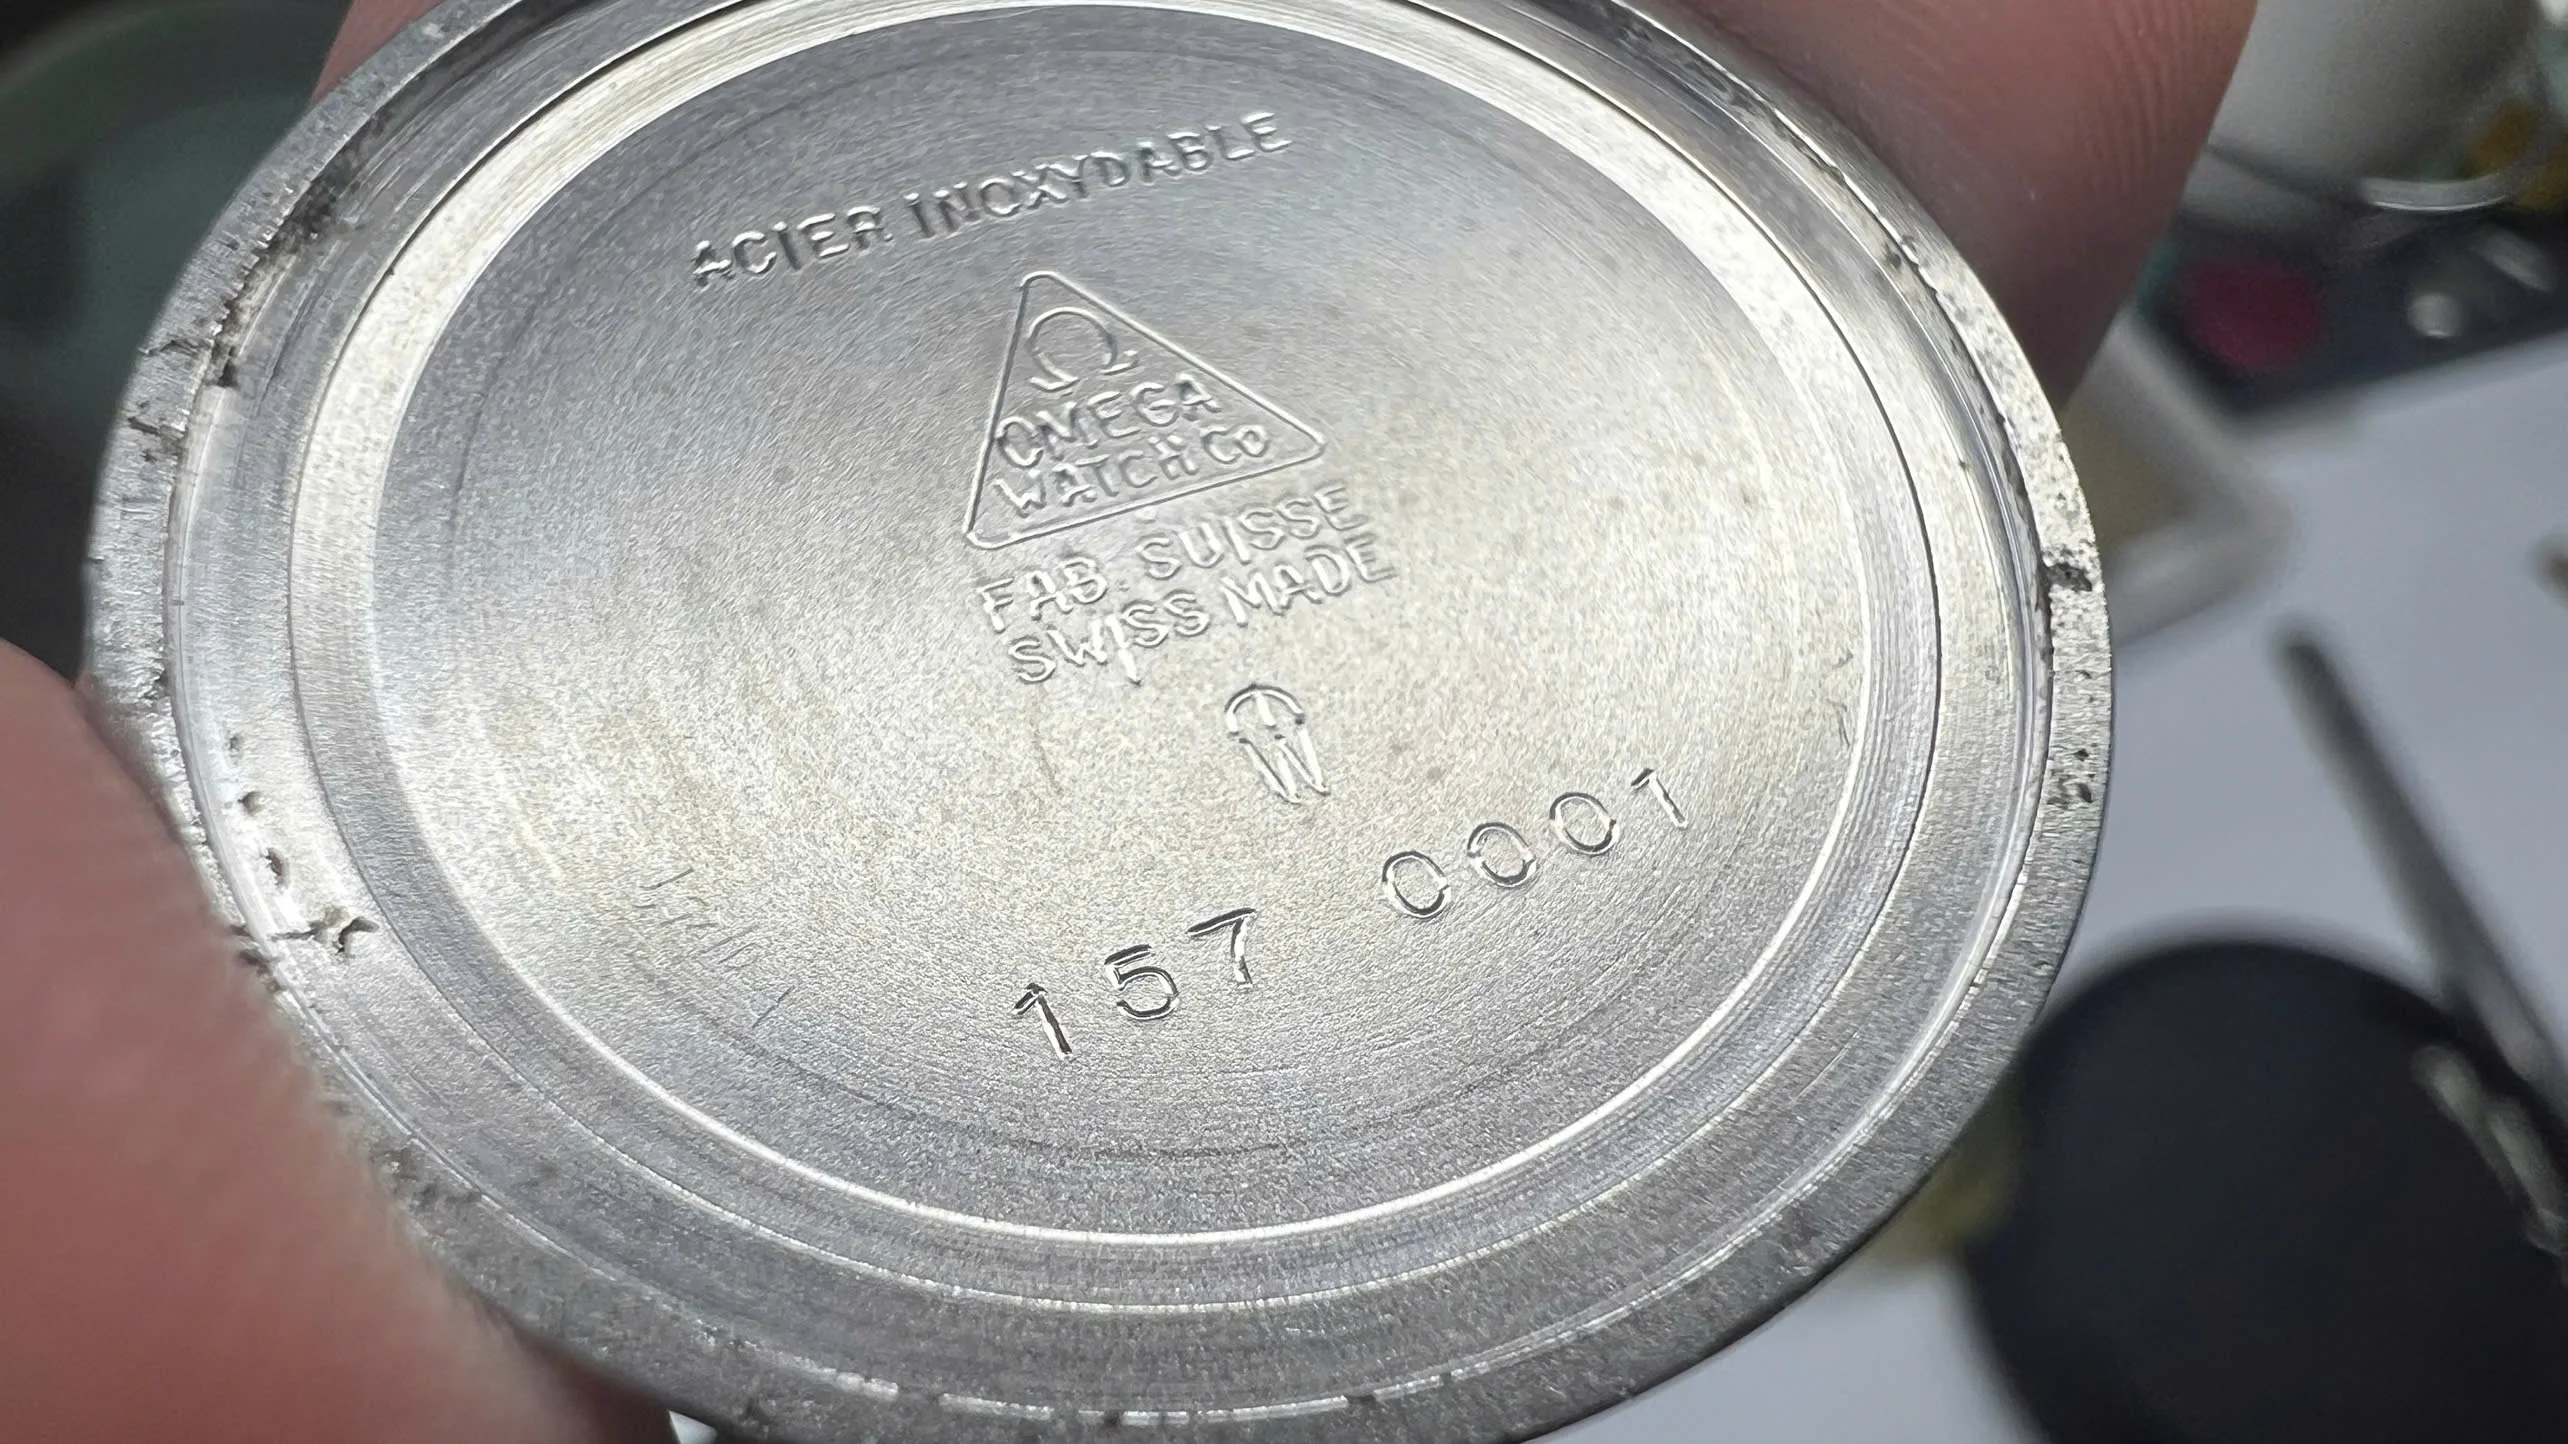 ACIER INOXYDABLE
Ω
OMEGA
WATCH Co
FAB. SUISSE
SWISS MADE
157 0001